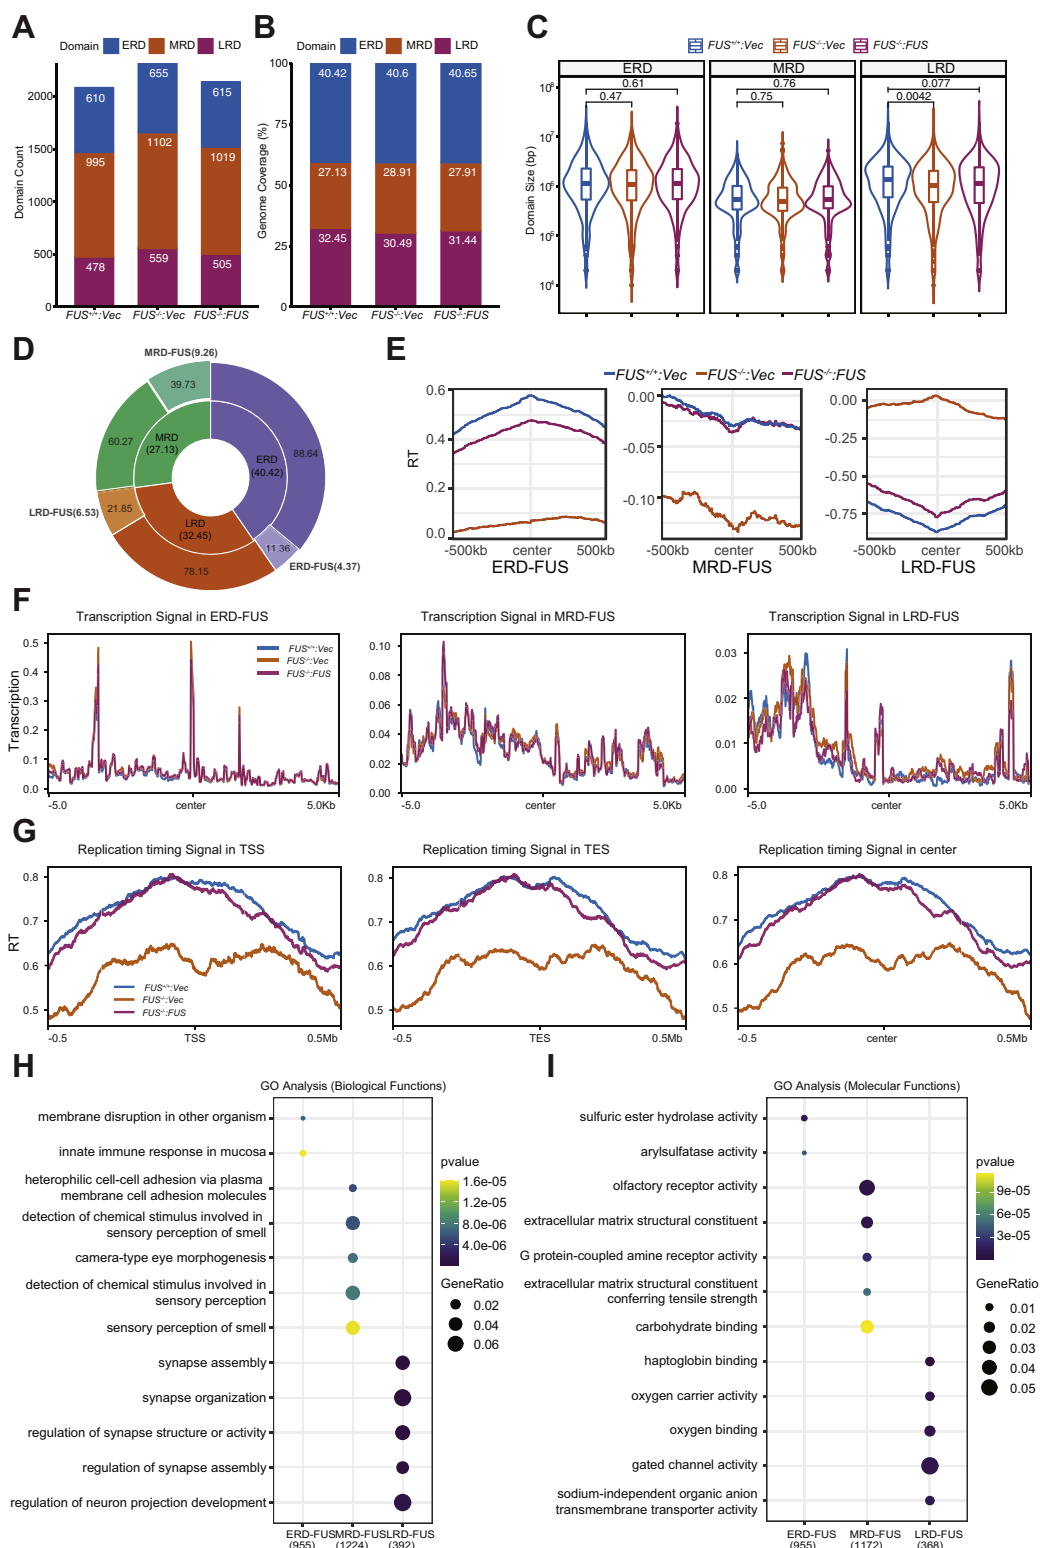 A
Domain ERD MRD LRD
Domain Count
2000
1500
1000
500
0
610
995
478
655
1102
559
615
1019
505
FUS+/+:Vec FUS-/-:Vec FUS-/-:FUS
B
Domain ERD MRD LRD
Genome Coverage (%)
100
75
50
25
0
40.42
27.13
32.45
40.6
28.91
30.49
40.65
27.91
31.44
FUS+/+:Vec FUS-/-:Vec FUS-/-:FUS
C
FUS+/+:Vec FUS-/-:Vec FUS-/-:FUS
ERD MRD LRD
Domain Size (bp)
10^8
10^7
10^6
10^5
10^4
0.61
0.47
0.76
0.75
0.077
0.0042
D
MRD-FUS(9.26)
39.73
60.27
MRD
(27.13)
ERD
(40.42)
88.64
LRD-FUS(6.53)
21.85
LRD
(32.45)
11.36
ERD-FUS(4.37)
78.15
E
FUS+/+:Vec FUS-/-:Vec FUS-/-:FUS
RT
0.6
0.4
0.2
0.0
-500kb center 500kb
ERD-FUS
0.00
-0.05
-0.10
-500kb center 500kb
MRD-FUS
0.00
-0.25
-0.50
-0.75
-500kb center 500kb
LRD-FUS
F
Transcription Signal in ERD-FUS
Transcription
0.5
0.4
0.3
0.2
0.1
0.0
FUS+/+:Vec
FUS-/-:Vec
FUS-/-:FUS
-5.0 center 5.0Kb
Transcription Signal in MRD-FUS
0.10
0.08
0.06
0.04
0.02
0.00
-5.0 center 5.0Kb
Transcription Signal in LRD-FUS
0.03
0.02
0.01
0.00
-5.0 center 5.0Kb
G
Replication timing Signal in TSS
RT
0.8
0.7
0.6
0.5
FUS+/+:Vec
FUS-/-:Vec
FUS-/-:FUS
-0.5 TSS 0.5Mb
Replication timing Signal in TES
0.8
0.7
0.6
0.5
-0.5 TES 0.5Mb
Replication timing Signal in center
0.8
0.7
0.6
0.5
-0.5 center 0.5Mb
H
GO Analysis (Biological Functions)
membrane disruption in other organism
innate immune response in mucosa
heterophilic cell-cell adhesion via plasma
membrane cell adhesion molecules
detection of chemical stimulus involved in
sensory perception of smell
camera-type eye morphogenesis
detection of chemical stimulus involved in
sensory perception
sensory perception of smell
synapse assembly
synapse organization
regulation of synapse structure or activity
regulation of synapse assembly
regulation of neuron projection development
ERD-FUS MRD-FUS LRD-FUS
(955) (1224) (392)
pvalue
1.6e-05
1.2e-05
8.0e-06
4.0e-06
GeneRatio
0.02
0.04
0.06
I
GO Analysis (Molecular Functions)
sulfuric ester hydrolase activity
arylsulfatase activity
olfactory receptor activity
extracellular matrix structural constituent
G protein-coupled amine receptor activity
extracellular matrix structural constituent
conferring tensile strength
carbohydrate binding
haptoglobin binding
oxygen carrier activity
oxygen binding
gated channel activity
sodium-independent organic anion
transmembrane transporter activity
ERD-FUS MRD-FUS LRD-FUS
(955) (1172) (368)
pvalue
9e-05
6e-05
3e-05
GeneRatio
0.01
0.02
0.03
0.04
0.05